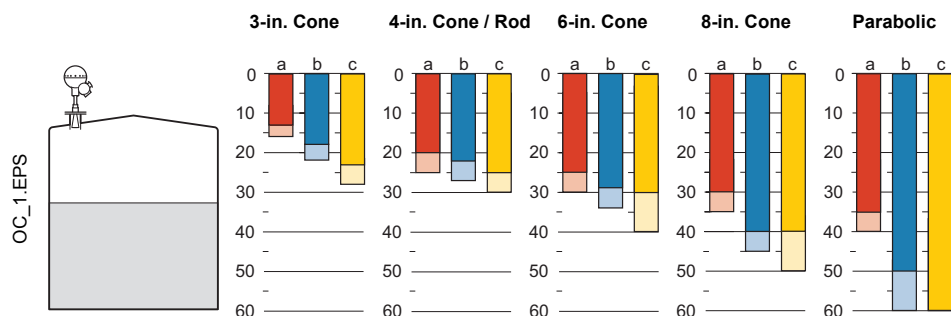 3-in. Cone
4-in. Cone / Rod
6-in. Cone
8-in. Cone
Parabolic
a b c
a b c
a b c
a b c
a b c
0 0 0 0 0
10 10 10 10 10
20 20 20 20 20
30 30 30 30 30
40 40 40 40 40
50 50 50 50 50
60 60 60 60 60
OC_1.EPS